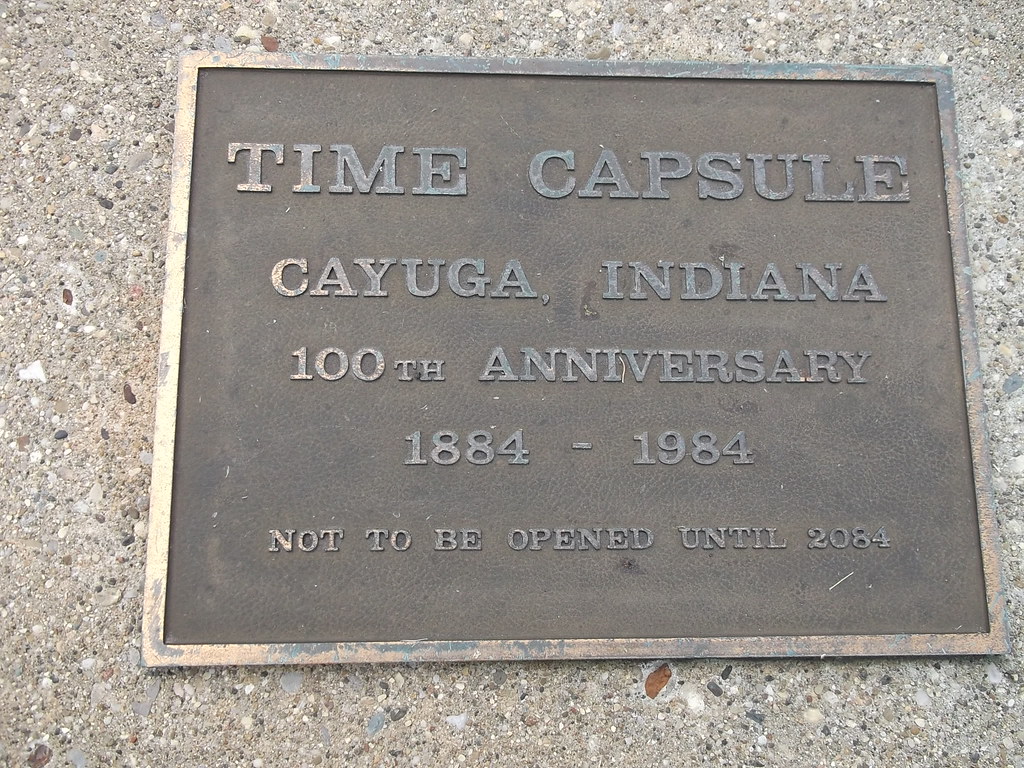 TIME CAPSULE
CAYUGA, INDIANA
100TH ANNIVERSARY
1884 - 1984
NOT TO BE OPENED UNTIL 2084